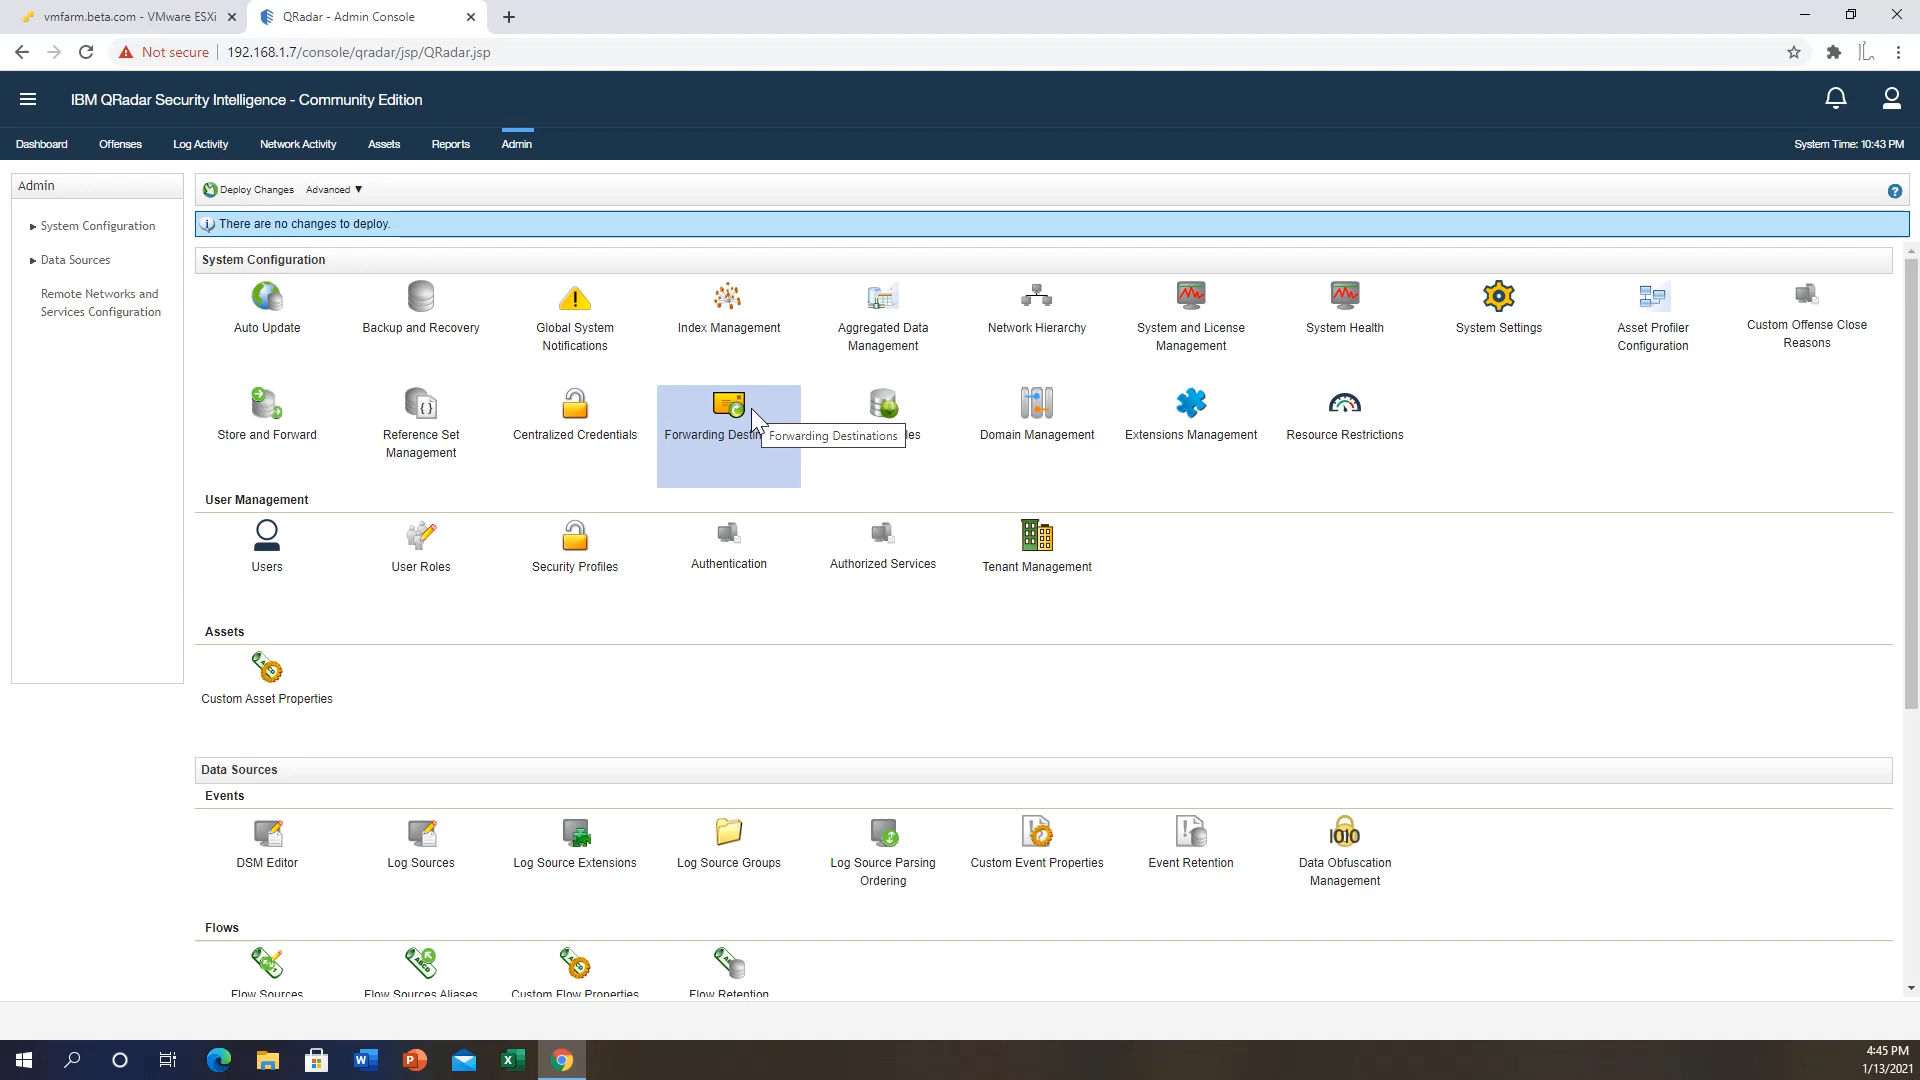 vmfarm.beta.com - VMware ESXi
QRadar - Admin Console
Not secure
192.168.1.7/console/qradar/jsp/QRadar.jsp
IBM QRadar Security Intelligence - Community Edition
Dashboard Offenses Log Activity Network Activity Assets Reports Admin
System Time: 10:43 PM
Admin
System Configuration
Data Sources
Remote Networks and
Services Configuration
Deploy Changes Advanced ▼
There are no changes to deploy.
System Configuration
Auto Update
Backup and Recovery
Global System
Notifications
Index Management
Aggregated Data
Management
Network Hierarchy
System and License
Management
System Health
System Settings
Asset Profiler
Configuration
Custom Offense Close
Reasons
Store and Forward
Reference Set
Management
Centralized Credentials
Forwarding Destin
Forwarding Destinations
les
Domain Management
Extensions Management
Resource Restrictions
User Management
Users
User Roles
Security Profiles
Authentication
Authorized Services
Tenant Management
Assets
Custom Asset Properties
Data Sources
Events
DSM Editor
Log Sources
Log Source Extensions
Log Source Groups
Log Source Parsing
Ordering
Custom Event Properties
Event Retention
Data Obfuscation
Management
Flows
Flow Sources
Flow Sources Aliases
Custom Flow Properties
Flow Retention
4:45 PM
1/13/2021